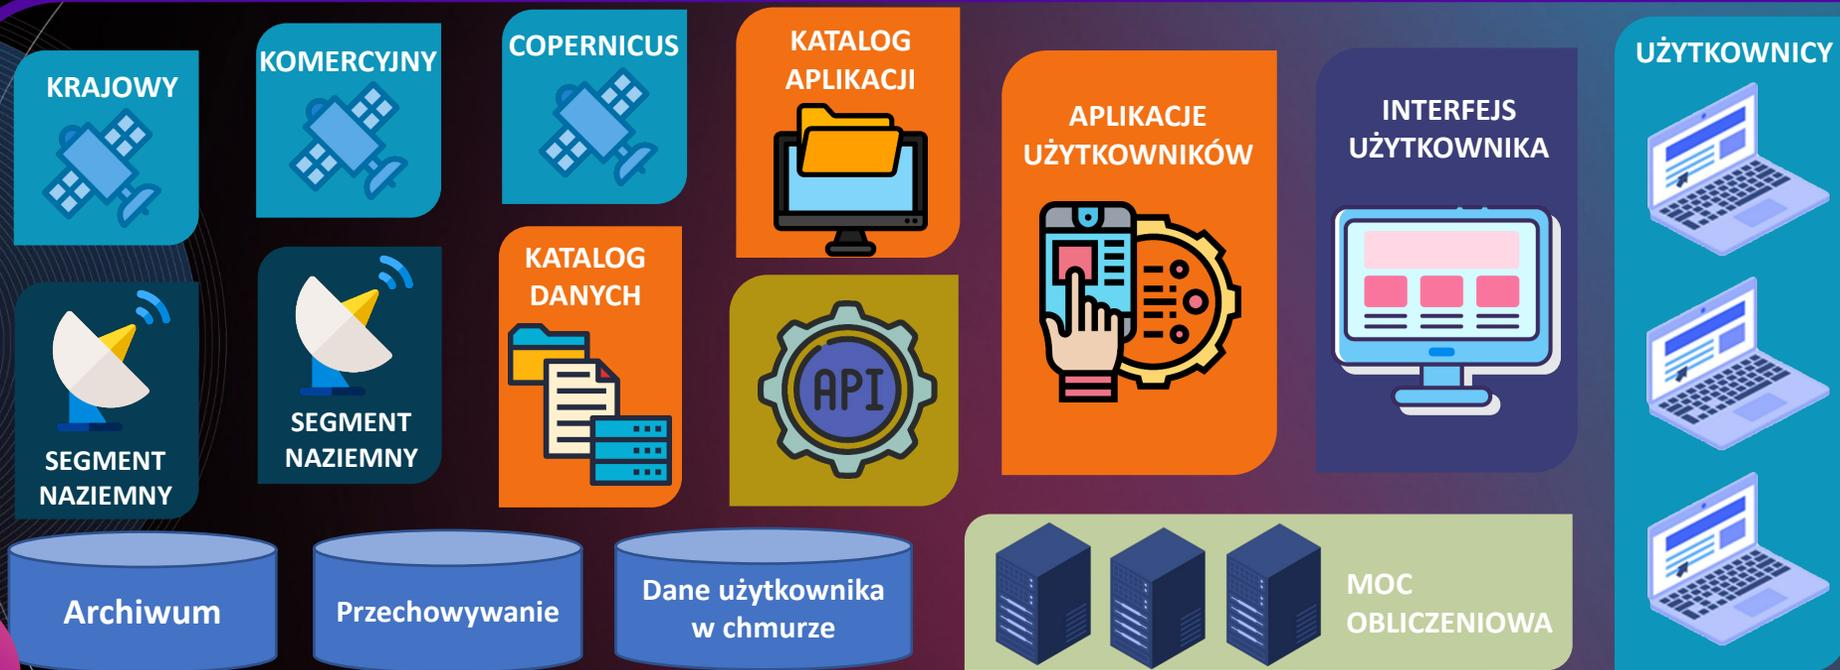 KRAJOWY
KOMERCYJNY
COPERNICUS
KATALOG
APLIKACJI
APLIKACJE
UŻYTKOWNIKÓW
INTERFEJS
UŻYTKOWNIKA
UŻYTKOWNICY
SEGMENT
NAZIEMNY
SEGMENT
NAZIEMNY
KATALOG
DANYCH
API
Archiwum
Przechowywanie
Dane użytkownika
w chmurze
MOC
OBLICZENIOWA